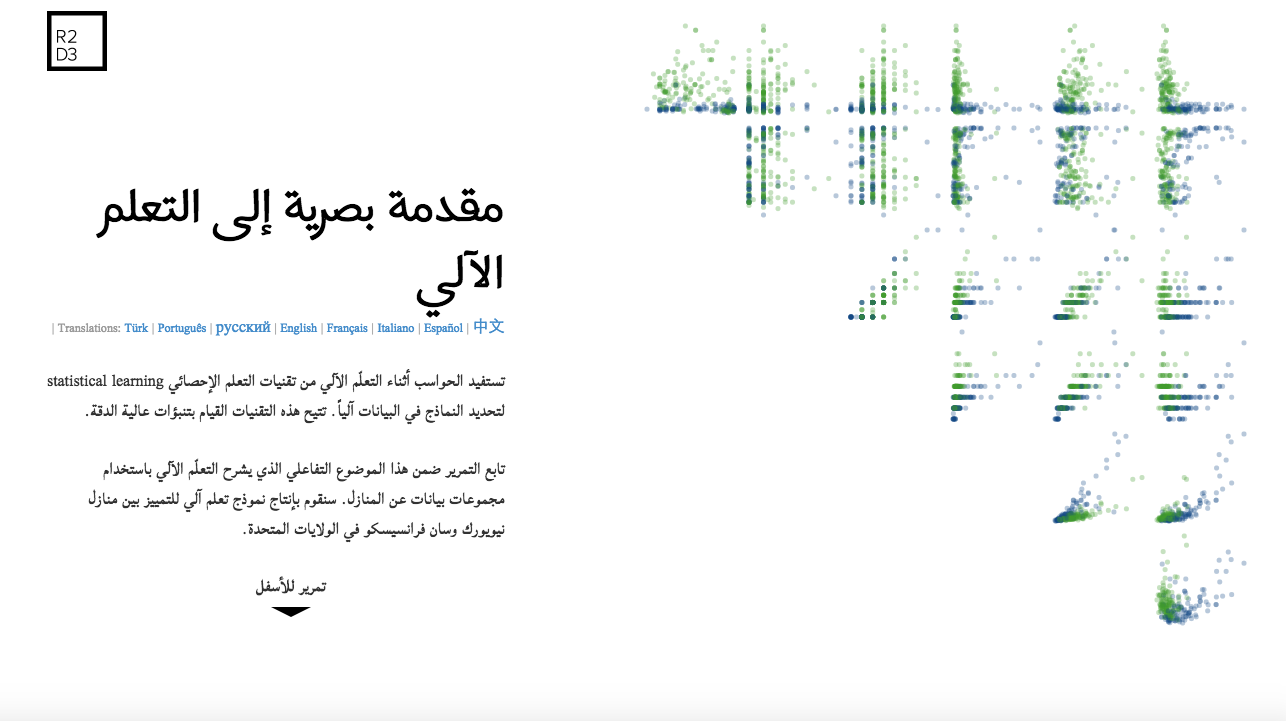 R2
D3
مقدمة بصرية إلى التعلم
الآلي
| Translations: Türk | Português | русский | English | Français | Italiano | Español | 中文
تستفيد الحواسب أثناء التعلّم الآلي من تقنيات التعلم الإحصائي statistical learning
لتحديد النماذج في البيانات آلياً. تتيح هذه التقنيات القيام بتنبؤات عالية الدقة.
تابع التمرير ضمن هذا الموضوع التفاعلي الذي يشرح التعلّم الآلي باستخدام
مجموعات بيانات عن المنازل. سنقوم بإنتاج نموذج تعلم آلي للتمييز بين منازل
نيويورك وسان فرانسيسكو في الولايات المتحدة.
تمرير للأسفل